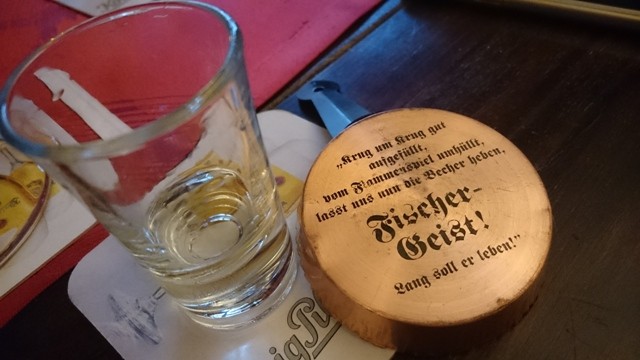 „Krug um Krug gut
aufgefüllt,
vom Flammenspiel umhüllt,
lasst uns nun die Becher heben,
Fischer-
Geist!
Lang soll er leben!"